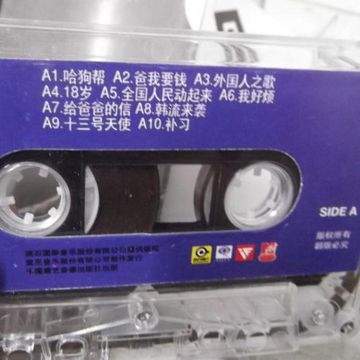 A1.哈狗帮 A2.爸我要钱 A3.外国人之歌
A4.18岁 A5.全国人民动起来 A6.我好烦
A7.给爸爸的信 A8.韩流来袭
A9.十三号天使 A10.补习
SIDE A
版权所有
翻版必究